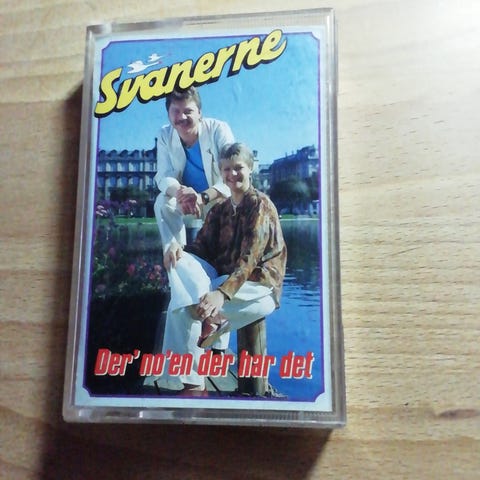 Svanerne
Der' no'en der har det